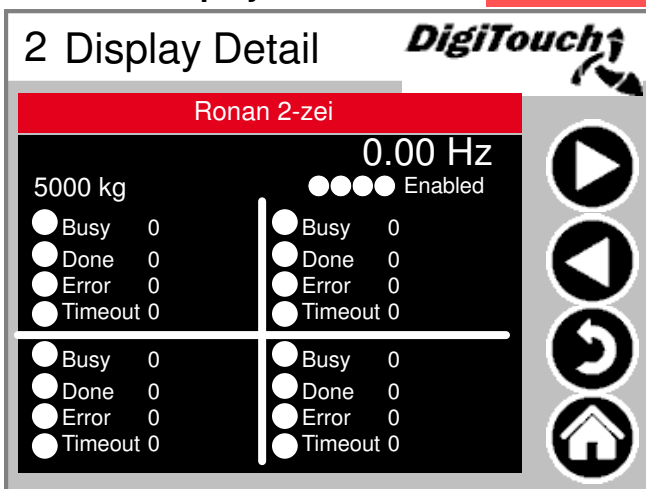 2 Display Detail
DigiTouch
Ronan 2-zei
0.00 Hz
5000 kg
Enabled
Busy 0
Done 0
Error 0
Timeout 0
Busy 0
Done 0
Error 0
Timeout 0
Busy 0
Done 0
Error 0
Timeout 0
Busy 0
Done 0
Error 0
Timeout 0